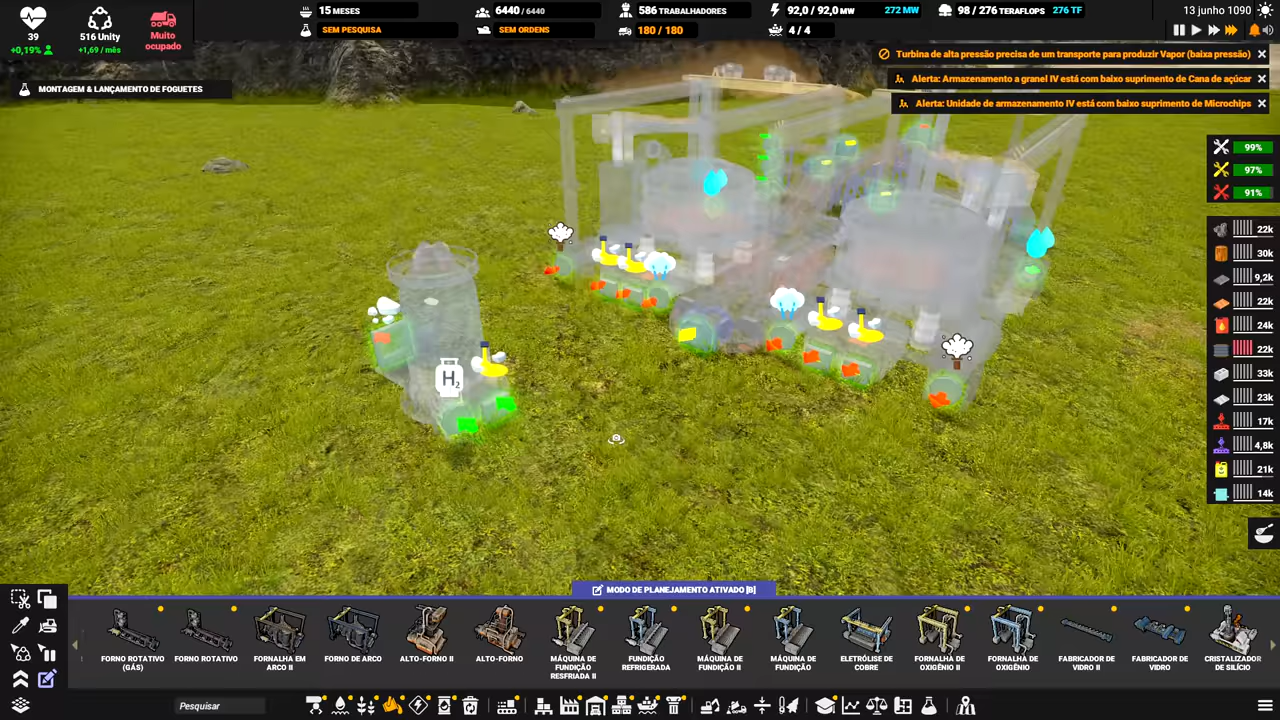 39
+0,19%
516 Unity
+1,69 / mês
Muito
ocupado
15 MESES
SEM PESQUISA
6440 / 6440
SEM ORDENS
586 TRABALHADORES
180 / 180
92,0 / 92,0 MW
272 MW
4 / 4
98 / 276 TERAFLOPS
276 TF
13 junho 1090
MONTAGEM & LANÇAMENTO DE FOGUETES
Turbina de alta pressão precisa de um transporte para produzir Vapor (baixa pressão)
Alerta: Armazenamento a granel IV está com baixo suprimento de Cana de açúcar
Alerta: Unidade de armazenamento IV está com baixo suprimento de Microchips
99%
97%
91%
22k
30k
9,2k
22k
24k
22k
33k
23k
17k
4,8k
21k
14k
H2
MODO DE PLANEJAMENTO ATIVADO [B]
FORNO ROTATIVO
(GÁS)
FORNO ROTATIVO
FORNALHA EM
ARCO II
FORNO DE ARCO
ALTO-FORNO II
ALTO-FORNO
MÁQUINA DE
FUNDIÇÃO
RESFRIADA II
FUNDIÇÃO
REFRIGERADA
MÁQUINA DE
FUNDIÇÃO II
MÁQUINA DE
FUNDIÇÃO
ELETRÓLISE DE
COBRE
FORNALHA DE
OXIGÊNIO II
FORNALHA DE
OXIGÊNIO
FABRICADOR DE
VIDRO II
FABRICADOR DE
VIDRO
CRISTALIZADOR
DE SILÍCIO
Pesquisar